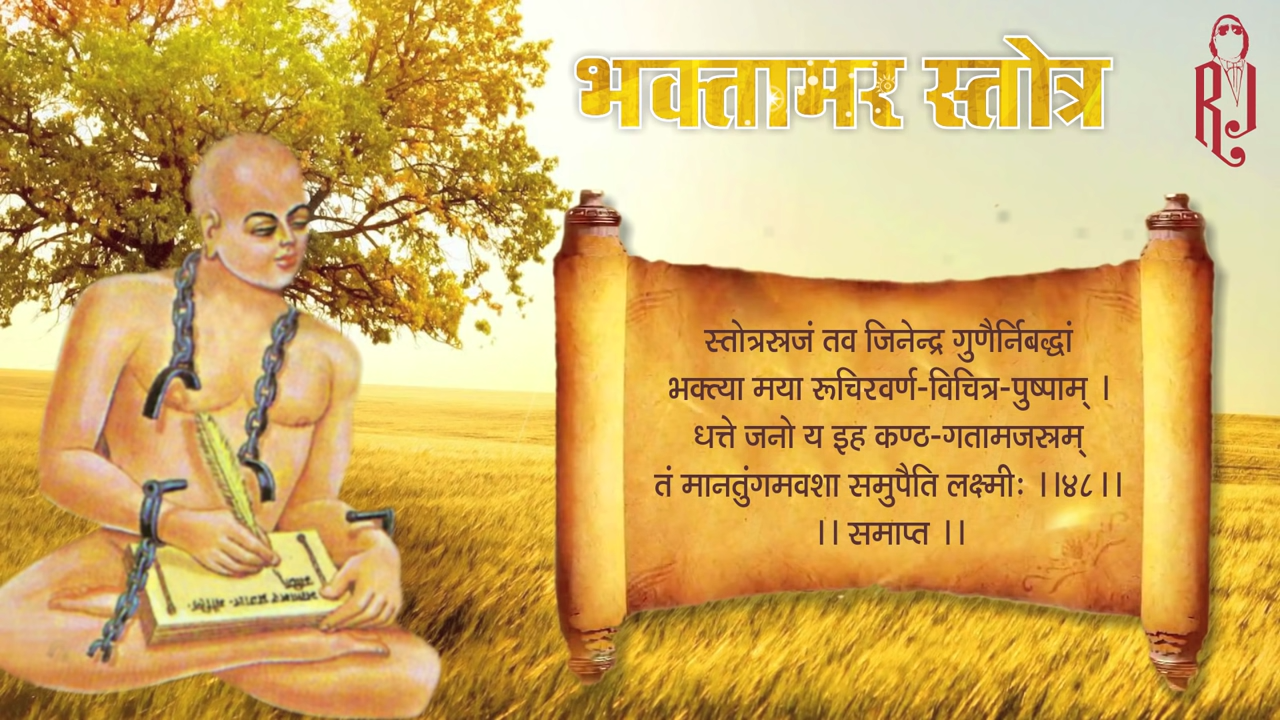 भक्तामर स्तोत्र
RJ
स्तोत्रस्त्रजं तव जिनेन्द्र गुणैर्निबद्धां
भक्त्या मया रूचिरवर्ण-विचित्र-पुष्पाम् ।
धत्ते जनो य इह कण्ठ-गतामजस्त्रम्
तं मानतुंगमवशा समुपैति लक्ष्मीः ।।४८।।
।। समाप्त ।।